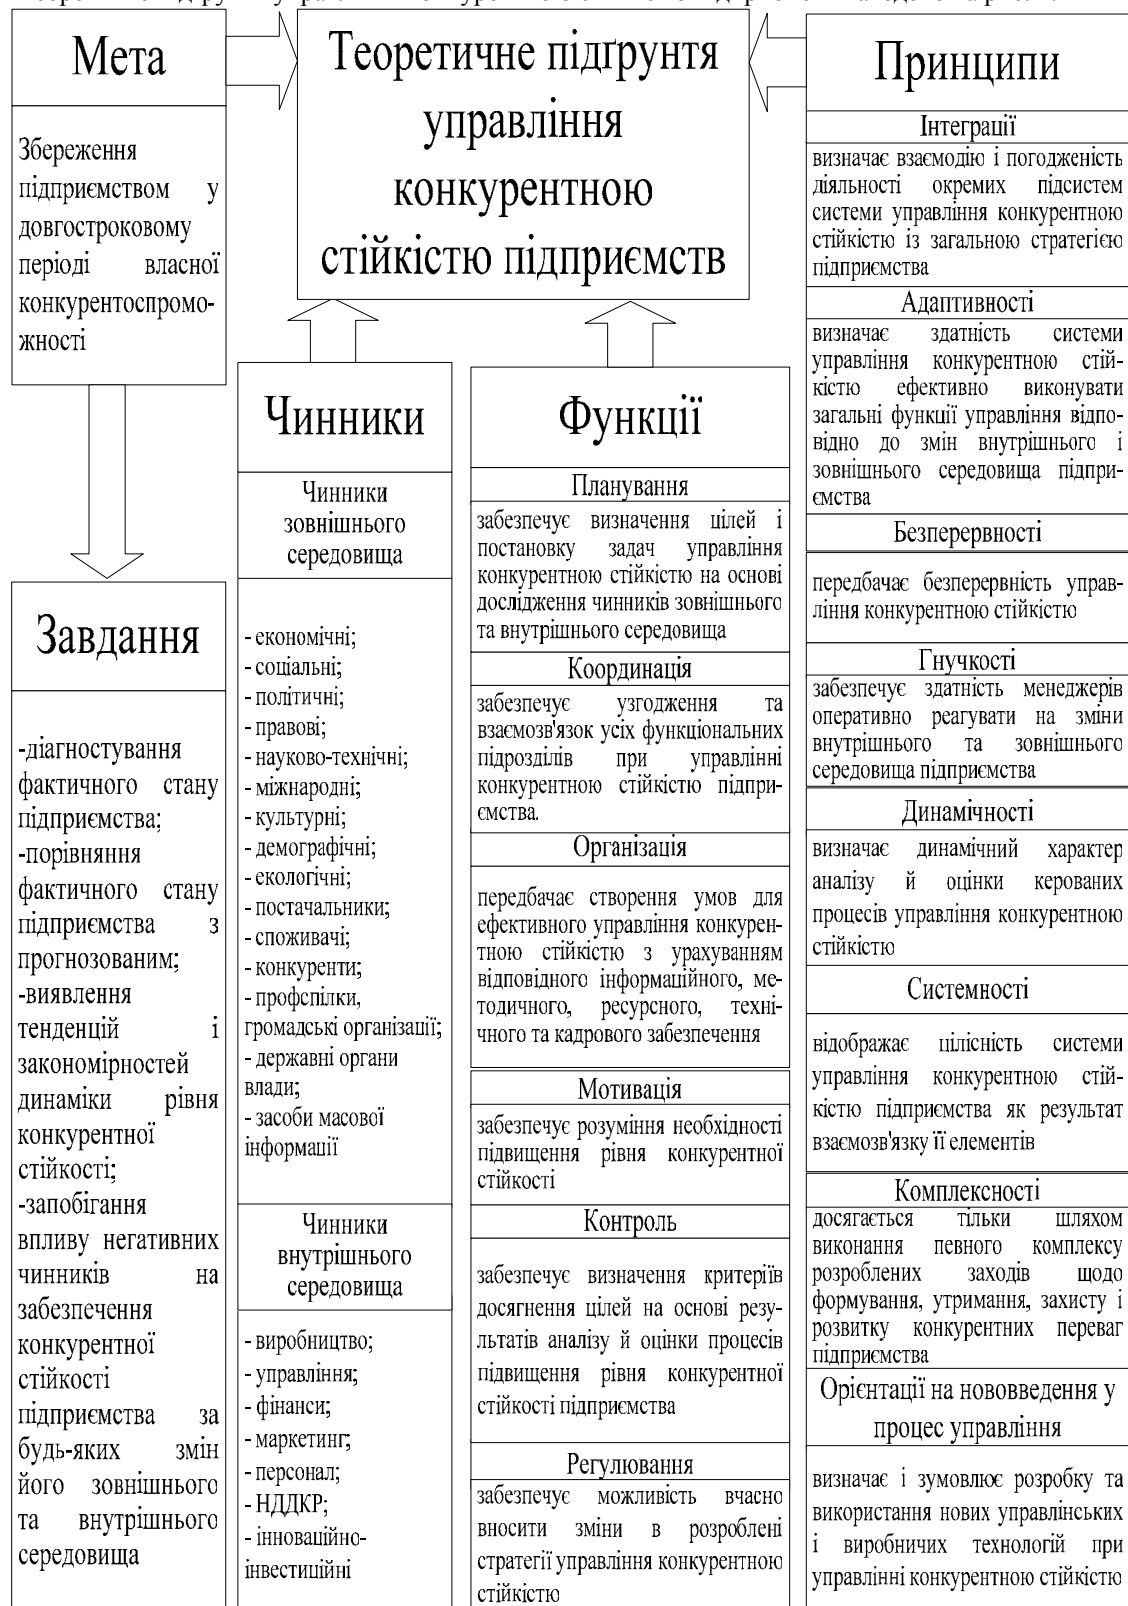 Мета
Збереження
підприємством у
довгостроковому
періоді власної
конкурентоспромо-
жності
Завдання
-діагностування
фактичного стану
підприємства;
-порівняння
фактичного стану
підприємства з
прогнозованим;
-виявлення
тенденцій і
закономірностей
динаміки рівня
конкурентної
стійкості;
-запобігання
впливу негативних
чинників на
забезпечення
конкурентної
стійкості
підприємства за
будь-яких змін
його зовнішнього
та внутрішнього
середовища
Теоретичне підґрунтя
управління
конкурентною
стійкістю підприємств
Чинники
Чинники
зовнішнього
середовища
- економічні;
- соціальні;
- політичні;
- правові;
- науково-технічні;
- міжнародні;
- культурні;
- демографічні;
- екологічні;
- постачальники;
- споживачі;
- конкуренти;
- профспілки,
громадські організації;
- державні органи
влади;
- засоби масової
інформації
Чинники
внутрішнього
середовища
- виробництво;
- управління;
- фінанси;
- маркетинг;
- персонал;
- НДДКР;
- інноваційно-
інвестиційні
Функції
Планування
забезпечує визначення цілей і
постановку задач управління
конкурентною стійкістю на основі
дослідження чинників зовнішнього
та внутрішнього середовища
Координація
забезпечує узгодження та
взаємозв'язок усіх функціональних
підрозділів при управлінні
конкурентною стійкістю підпри-
ємства.
Організація
передбачає створення умов для
ефективного управління конкурен-
тною стійкістю з урахуванням
відповідного інформаційного, ме-
тодичного, ресурсного, техні-
чного та кадрового забезпечення
Мотивація
забезпечує розуміння необхідності
підвищення рівня конкурентної
стійкості
Контроль
забезпечує визначення критеріїв
досягнення цілей на основі резу-
льтатів аналізу й оцінки процесів
підвищення рівня конкурентної
стійкості підприємства
Регулювання
забезпечує можливість вчасно
вносити зміни в розроблені
стратегії управління конкурентною
стійкістю
Принципи
Інтеграції
визначає взаємодію і погодженість
діяльності окремих підсистем
системи управління конкурентною
стійкістю із загальною стратегією
підприємства
Адаптивності
визначає здатність системи
управління конкурентною стій-
кістю ефективно виконувати
загальні функції управління відпо-
відно до змін внутрішнього і
зовнішнього середовища підпри-
ємства
Безперервності
передбачає безперервність управ-
ління конкурентною стійкістю
Гнучкості
забезпечує здатність менеджерів
оперативно реагувати на зміни
внутрішнього та зовнішнього
середовища підприємства
Динамічності
визначає динамічний характер
аналізу й оцінки керованих
процесів управління конкурентною
стійкістю
Системності
відображає цілісність системи
управління конкурентною стій-
кістю підприємства як результат
взаємозв'язку її елементів
Комплексності
досягається тільки шляхом
виконання певного комплексу
розроблених заходів щодо
формування, утримання, захисту і
розвитку конкурентних переваг
підприємства
Орієнтації на нововведення у
процес управління
визначає і зумовлює розробку та
використання нових управлінських
і виробничих технологій при
управлінні конкурентною стійкістю